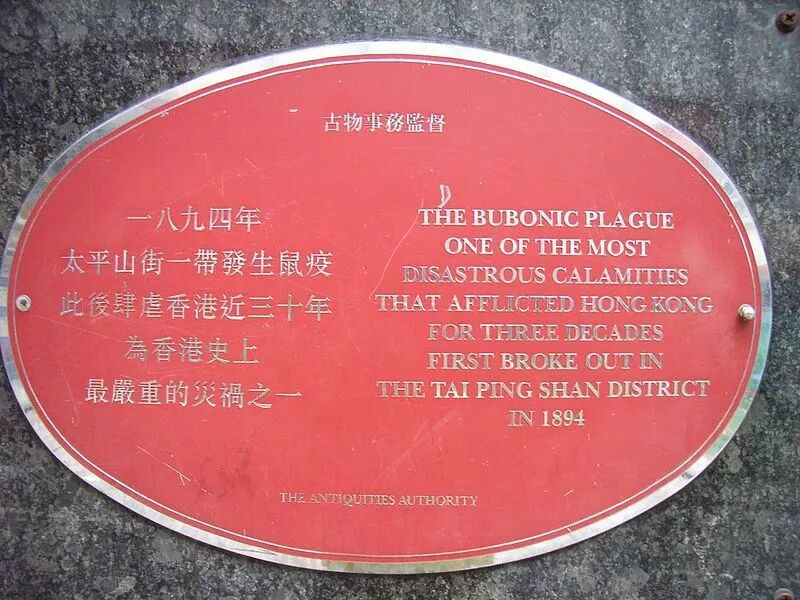 古物事務監督
一八九四年
太平山街一帶發生鼠疫
此後肆虐香港近三十年
為香港史上
最嚴重的災禍之一
THE BUBONIC PLAGUE
ONE OF THE MOST
DISASTROUS CALAMITIES
THAT AFFLICTED HONG KONG
FOR THREE DECADES
FIRST BROKE OUT IN
THE TAI PING SHAN DISTRICT
IN 1894
THE ANTIQUITIES AUTHORITY